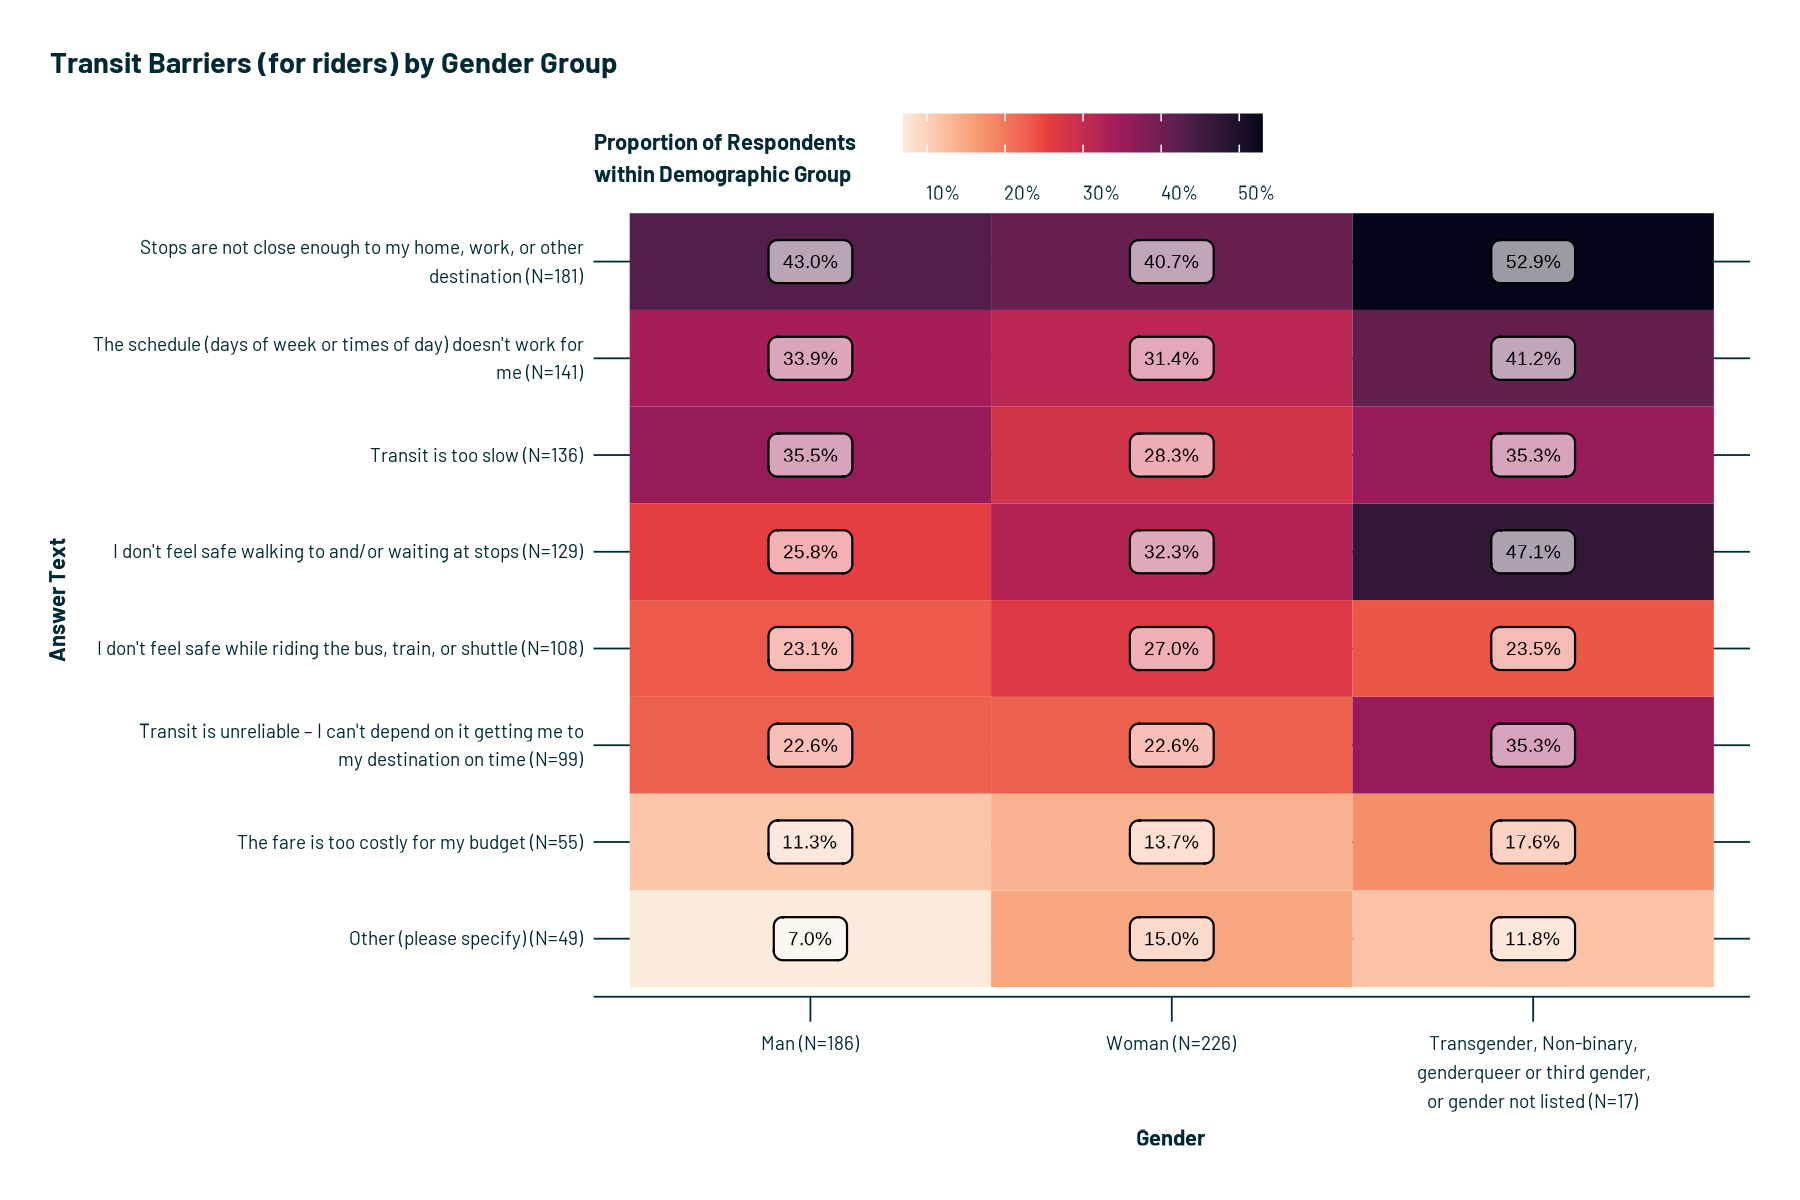 Transit Barriers (for riders) by Gender Group
Proportion of Respondents
within Demographic Group
10% 20% 30% 40% 50%
Answer Text
Stops are not close enough to my home, work, or other
destination (N=181)
43.0% 40.7% 52.9%
The schedule (days of week or times of day) doesn't work for
me (N=141)
33.9% 31.4% 41.2%
Transit is too slow (N=136)
35.5% 28.3% 35.3%
I don't feel safe walking to and/or waiting at stops (N=129)
25.8% 32.3% 47.1%
I don't feel safe while riding the bus, train, or shuttle (N=108)
23.1% 27.0% 23.5%
Transit is unreliable – I can't depend on it getting me to
my destination on time (N=99)
22.6% 22.6% 35.3%
The fare is too costly for my budget (N=55)
11.3% 13.7% 17.6%
Other (please specify) (N=49)
7.0% 15.0% 11.8%
Man (N=186)
Woman (N=226)
Transgender, Non-binary,
genderqueer or third gender,
or gender not listed (N=17)
Gender